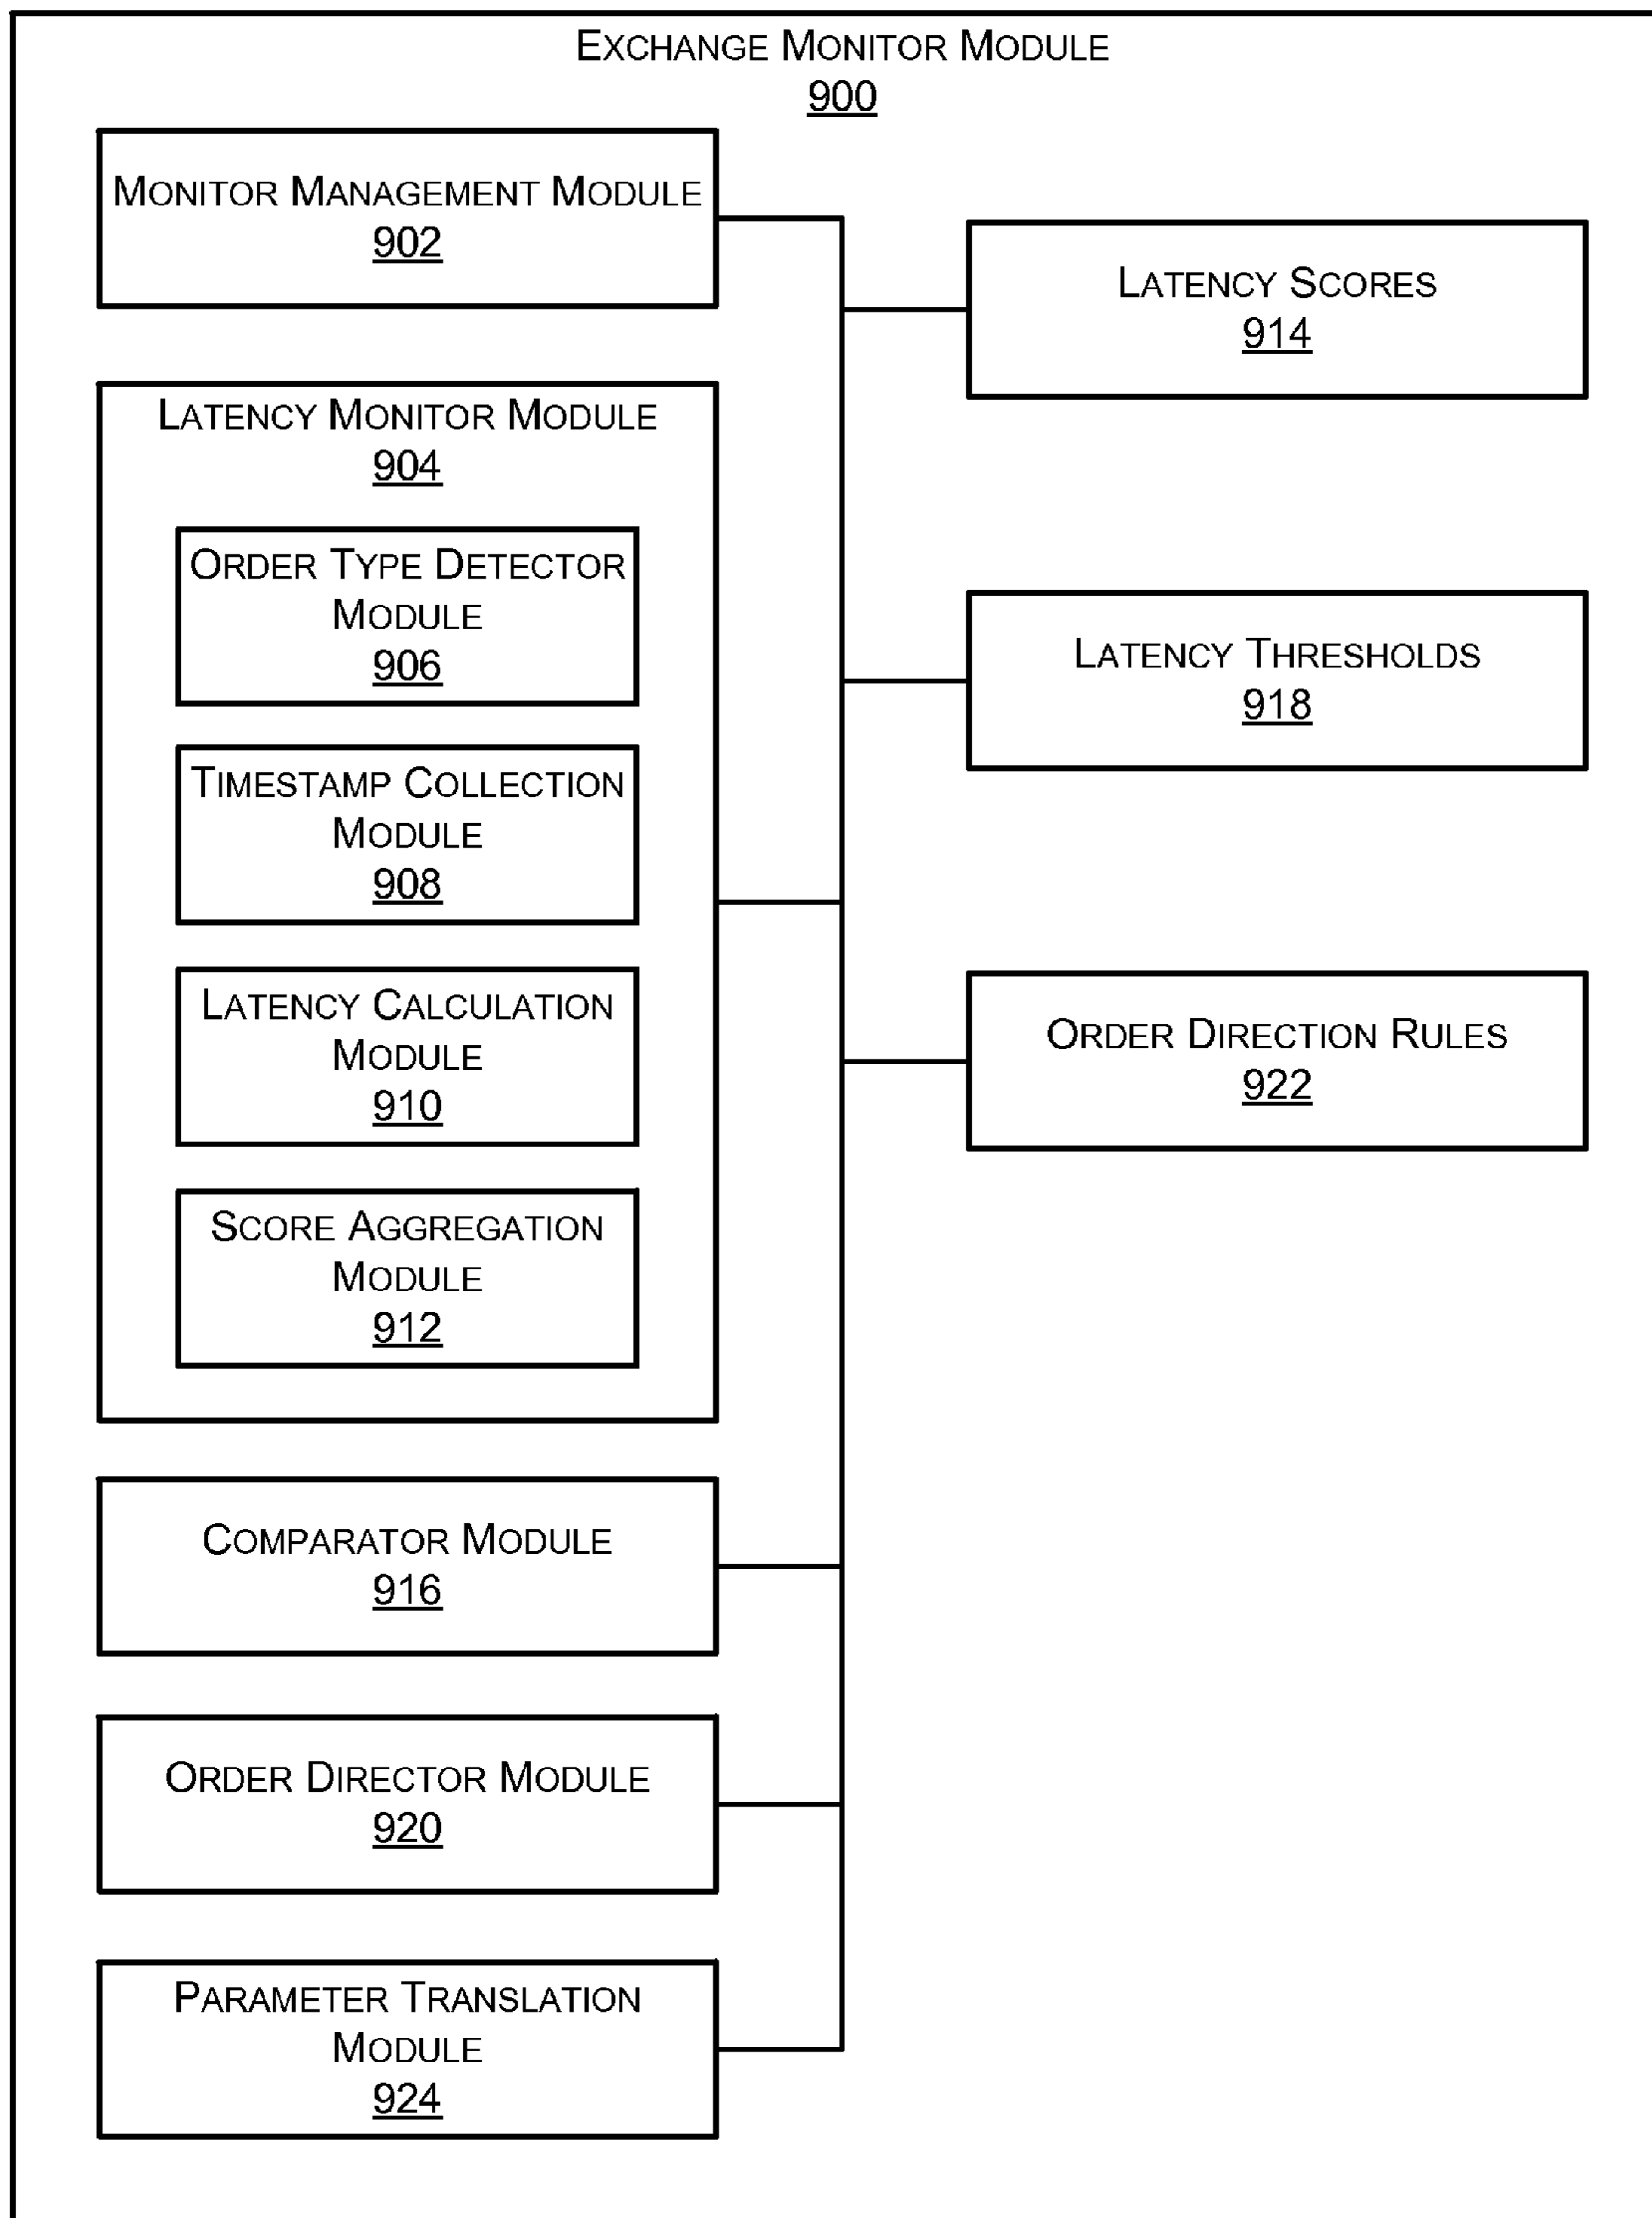 EXCHANGE MONITOR MODULE
900
MONITOR MANAGEMENT MODULE
902
LATENCY MONITOR MODULE
904
ORDER TYPE DETECTOR
MODULE
906
TIMESTAMP COLLECTION
MODULE
908
LATENCY CALCULATION
MODULE
910
SCORE AGGREGATION
MODULE
912
COMPARATOR MODULE
916
ORDER DIRECTOR MODULE
920
PARAMETER TRANSLATION
MODULE
924
LATENCY SCORES
914
LATENCY THRESHOLDS
918
ORDER DIRECTION RULES
922